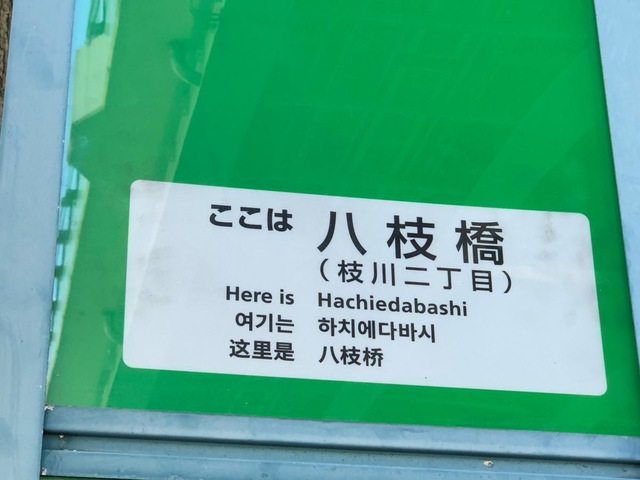 ここは 八枝橋
（枝川二丁目）
Here is Hachiedabashi
여기는 하치에다바시
这里是 八枝桥